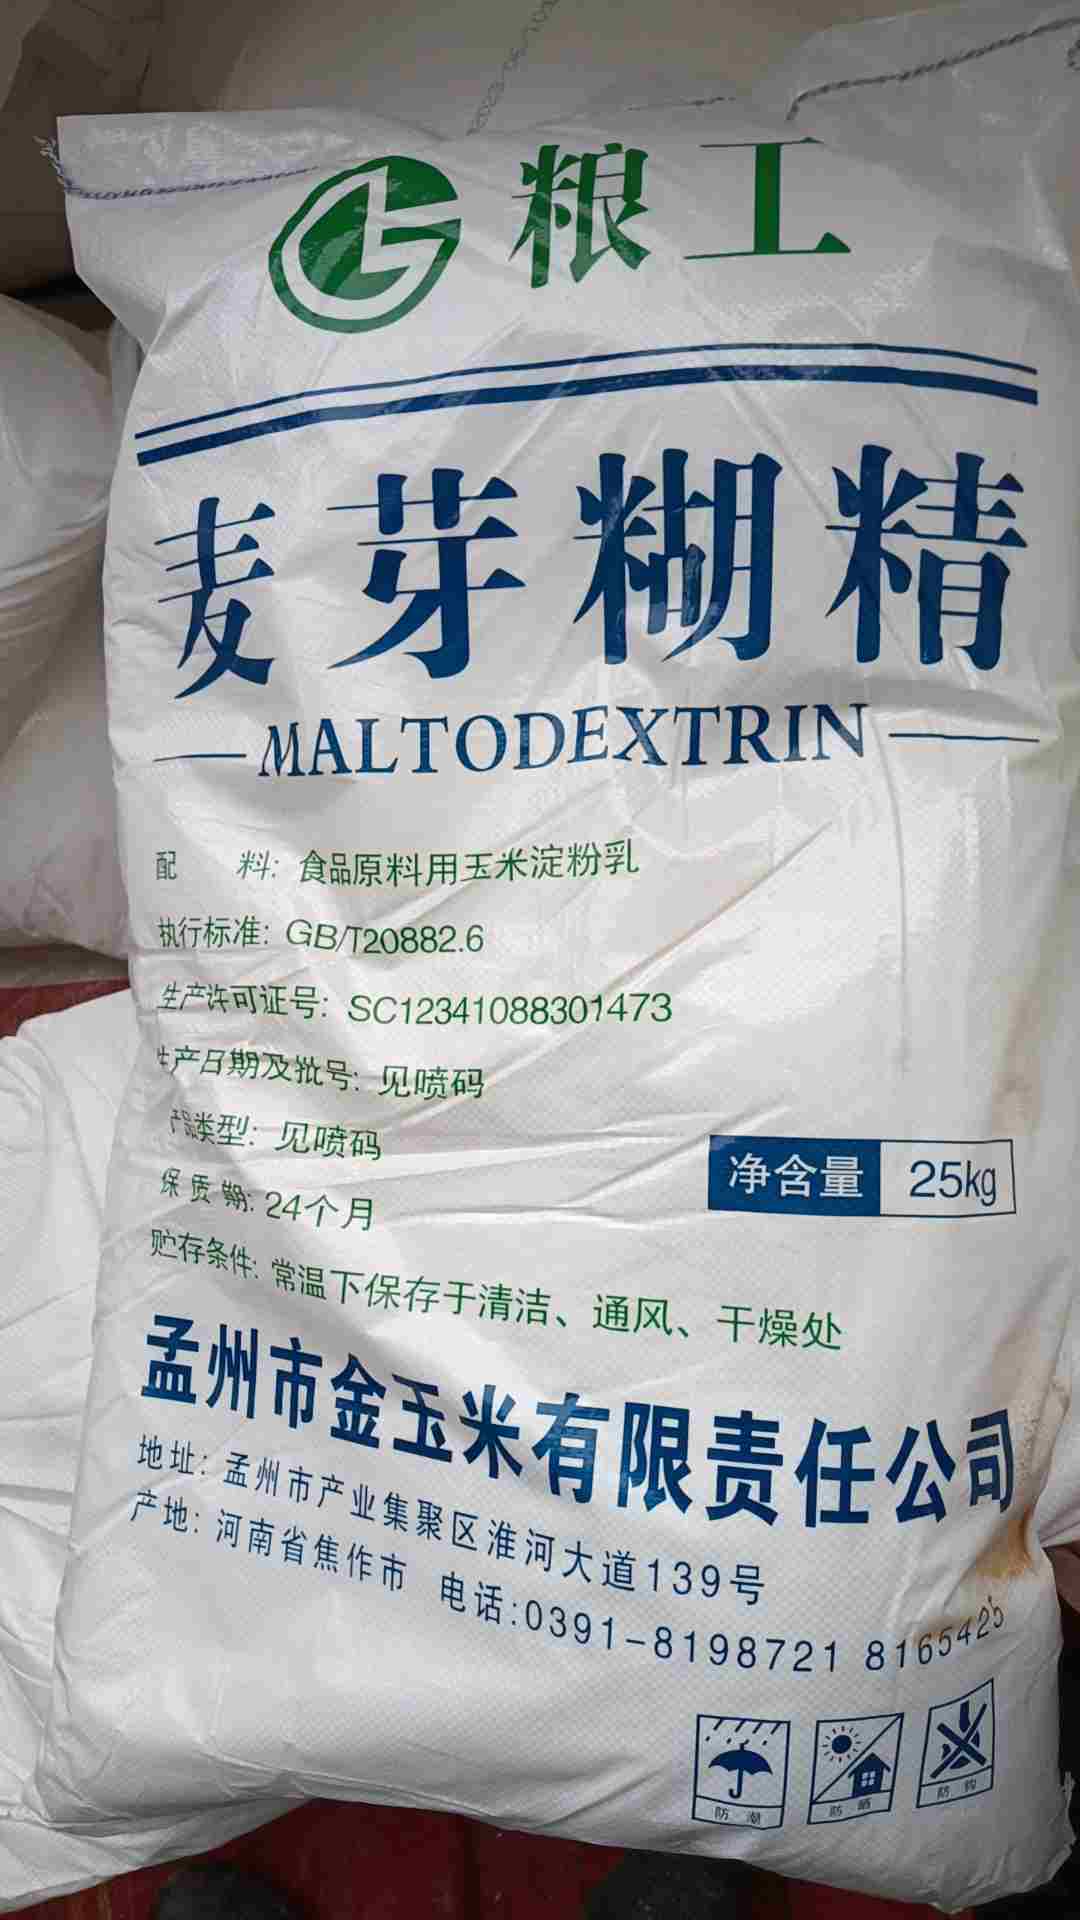 粮工
麦芽糊精
MALTODEXTRIN
配 料: 食品原料用玉米淀粉乳
执行标准: GB/T20882.6
生产许可证号: SC12341088301473
生产日期及批号: 见喷码
产品类型: 见喷码
保质期: 24个月
净含量 25kg
贮存条件: 常温下保存于清洁、通风、干燥处
孟州市金玉米有限责任公司
地址: 孟州市产业集聚区淮河大道139号
产地: 河南省焦作市 电话:0391-8198721 8165425
防 潮
防 晒
防 钩